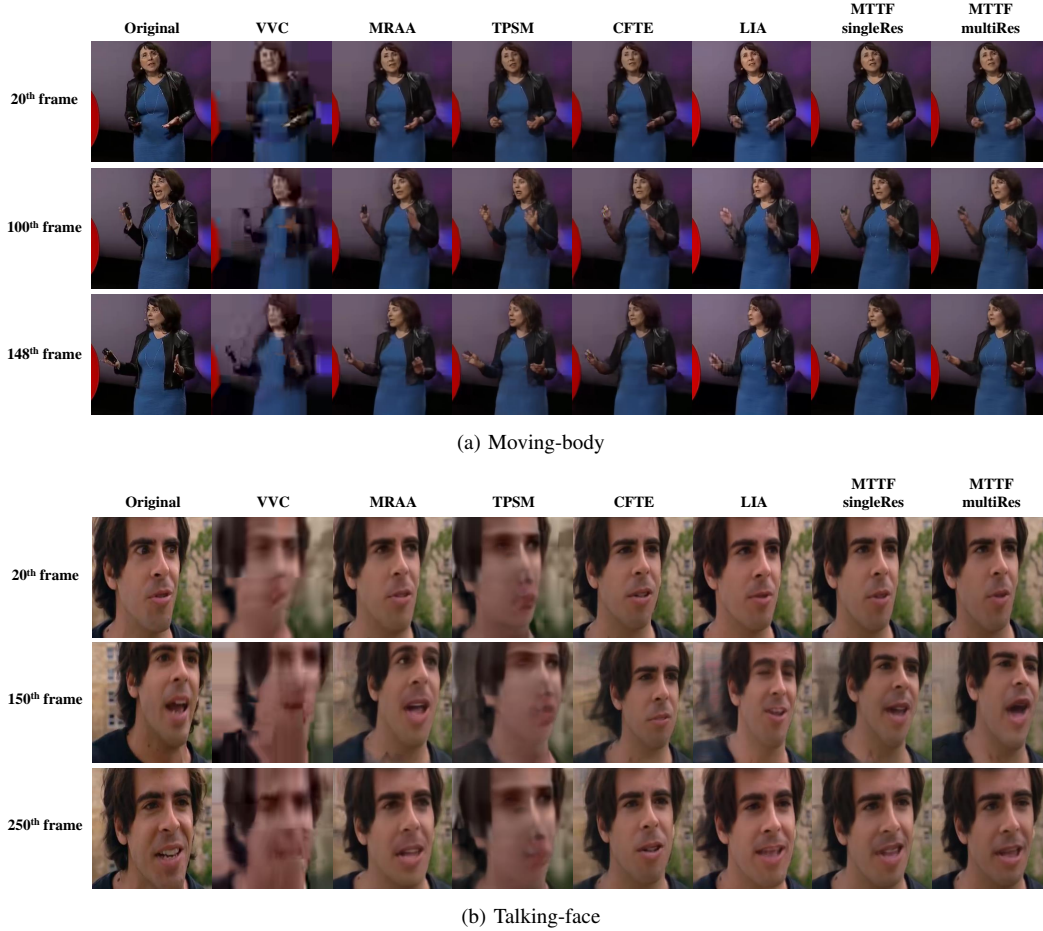 MTTF MTTF
Original VVC MRAA TPSM CFTE LIA singleRes multiRes
20th frame
100th frame
148th frame
(a) Moving-body
MTTF MTTF
Original VVC MRAA TPSM CFTE LIA singleRes multiRes
20th frame
150th frame
250th frame
(b) Talking-face